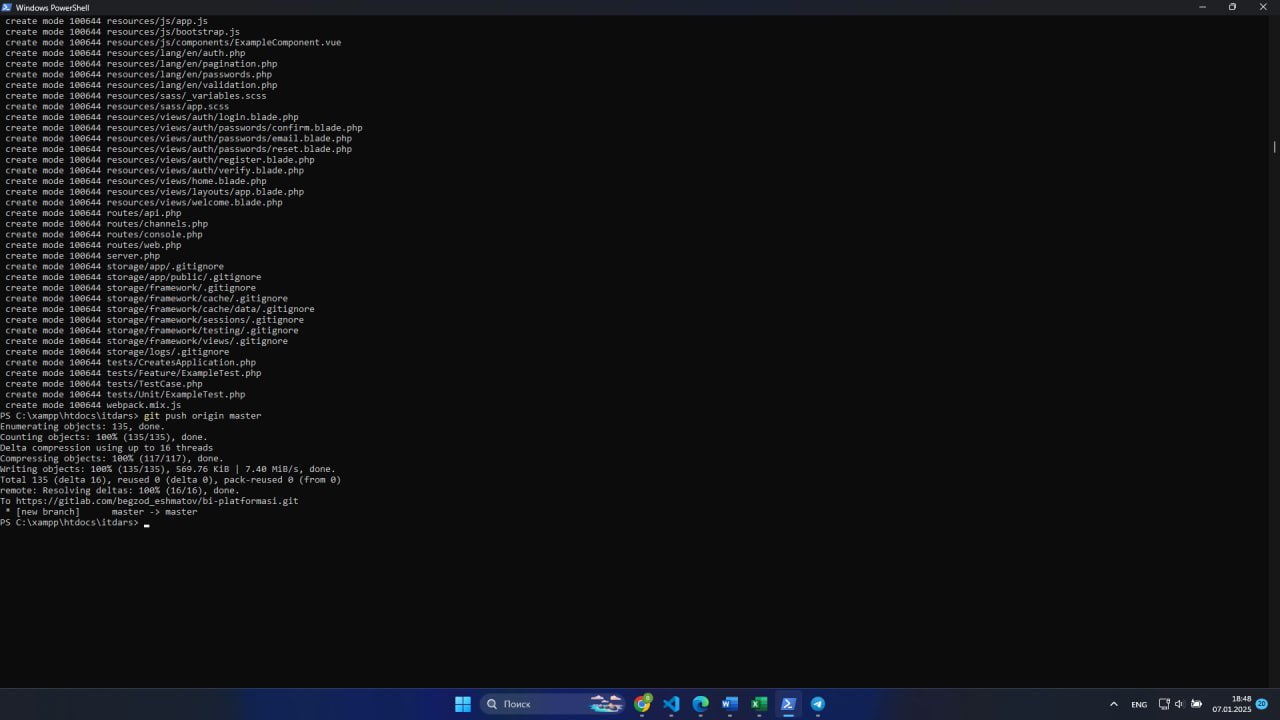 Windows PowerShell
create mode 100644 resources/js/app.js
create mode 100644 resources/js/bootstrap.js
create mode 100644 resources/js/components/ExampleComponent.vue
create mode 100644 resources/lang/en/auth.php
create mode 100644 resources/lang/en/pagination.php
create mode 100644 resources/lang/en/passwords.php
create mode 100644 resources/lang/en/validation.php
create mode 100644 resources/sass/_variables.scss
create mode 100644 resources/sass/app.scss
create mode 100644 resources/views/auth/login.blade.php
create mode 100644 resources/views/auth/passwords/confirm.blade.php
create mode 100644 resources/views/auth/passwords/email.blade.php
create mode 100644 resources/views/auth/passwords/reset.blade.php
create mode 100644 resources/views/auth/register.blade.php
create mode 100644 resources/views/auth/verify.blade.php
create mode 100644 resources/views/home.blade.php
create mode 100644 resources/views/layouts/app.blade.php
create mode 100644 resources/views/welcome.blade.php
create mode 100644 routes/api.php
create mode 100644 routes/channels.php
create mode 100644 routes/console.php
create mode 100644 routes/web.php
create mode 100644 server.php
create mode 100644 storage/app/.gitignore
create mode 100644 storage/app/public/.gitignore
create mode 100644 storage/framework/.gitignore
create mode 100644 storage/framework/cache/.gitignore
create mode 100644 storage/framework/cache/data/.gitignore
create mode 100644 storage/framework/sessions/.gitignore
create mode 100644 storage/framework/testing/.gitignore
create mode 100644 storage/framework/views/.gitignore
create mode 100644 storage/logs/.gitignore
create mode 100644 tests/CreatesApplication.php
create mode 100644 tests/Feature/ExampleTest.php
create mode 100644 tests/TestCase.php
create mode 100644 tests/Unit/ExampleTest.php
create mode 100644 webpack.mix.js
PS C:\xampp\htdocs\itdars> git push origin master
Enumerating objects: 135, done.
Counting objects: 100% (135/135), done.
Delta compression using up to 16 threads
Compressing objects: 100% (117/117), done.
Writing objects: 100% (135/135), 569.76 KiB | 7.40 MiB/s, done.
Total 135 (delta 16), reused 0 (delta 0), pack-reused 0 (from 0)
remote: Resolving deltas: 100% (16/16), done.
To https://gitlab.com/begzod_eshmatov/bi-platformasi.git
* [new branch] master -> master
PS C:\xampp\htdocs\itdars>
Поиск
ENG
18:48
07.01.2025
20